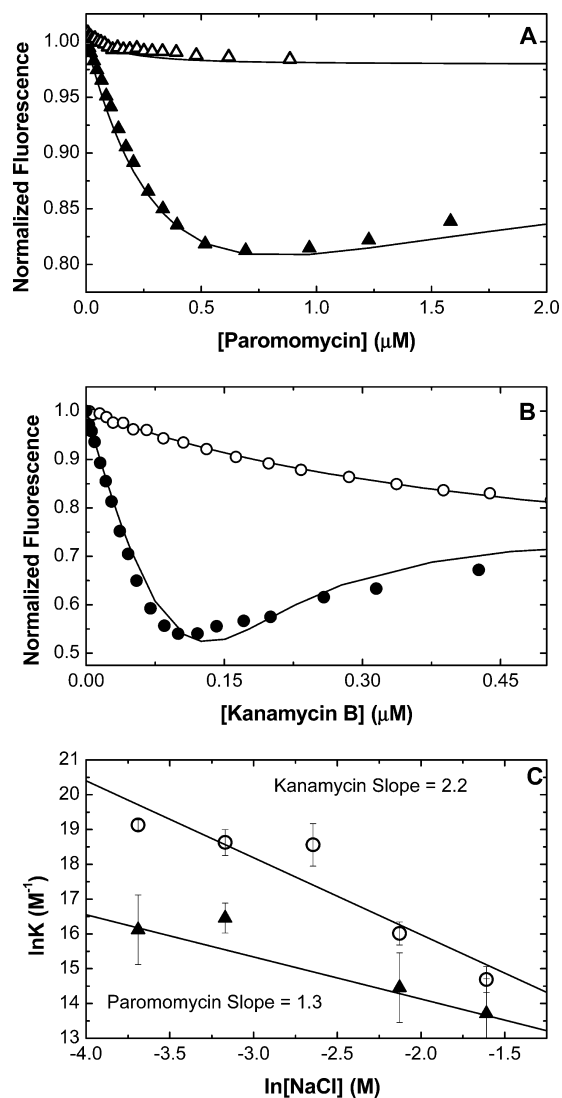 A
1.00
0.95
0.90
0.85
0.80
Normalized Fluorescence
0.0 0.5 1.0 1.5 2.0
[Paromomycin] (μM)
B
1.0
0.9
0.8
0.7
0.6
0.5
Normalized Fluorescence
0.00 0.15 0.30 0.45
[Kanamycin B] (μM)
C
21
20
19
18
17
16
15
14
13
lnK (M⁻¹)
Kanamycin Slope = 2.2
Paromomycin Slope = 1.3
-4.0 -3.5 -3.0 -2.5 -2.0 -1.5
ln[NaCl] (M)